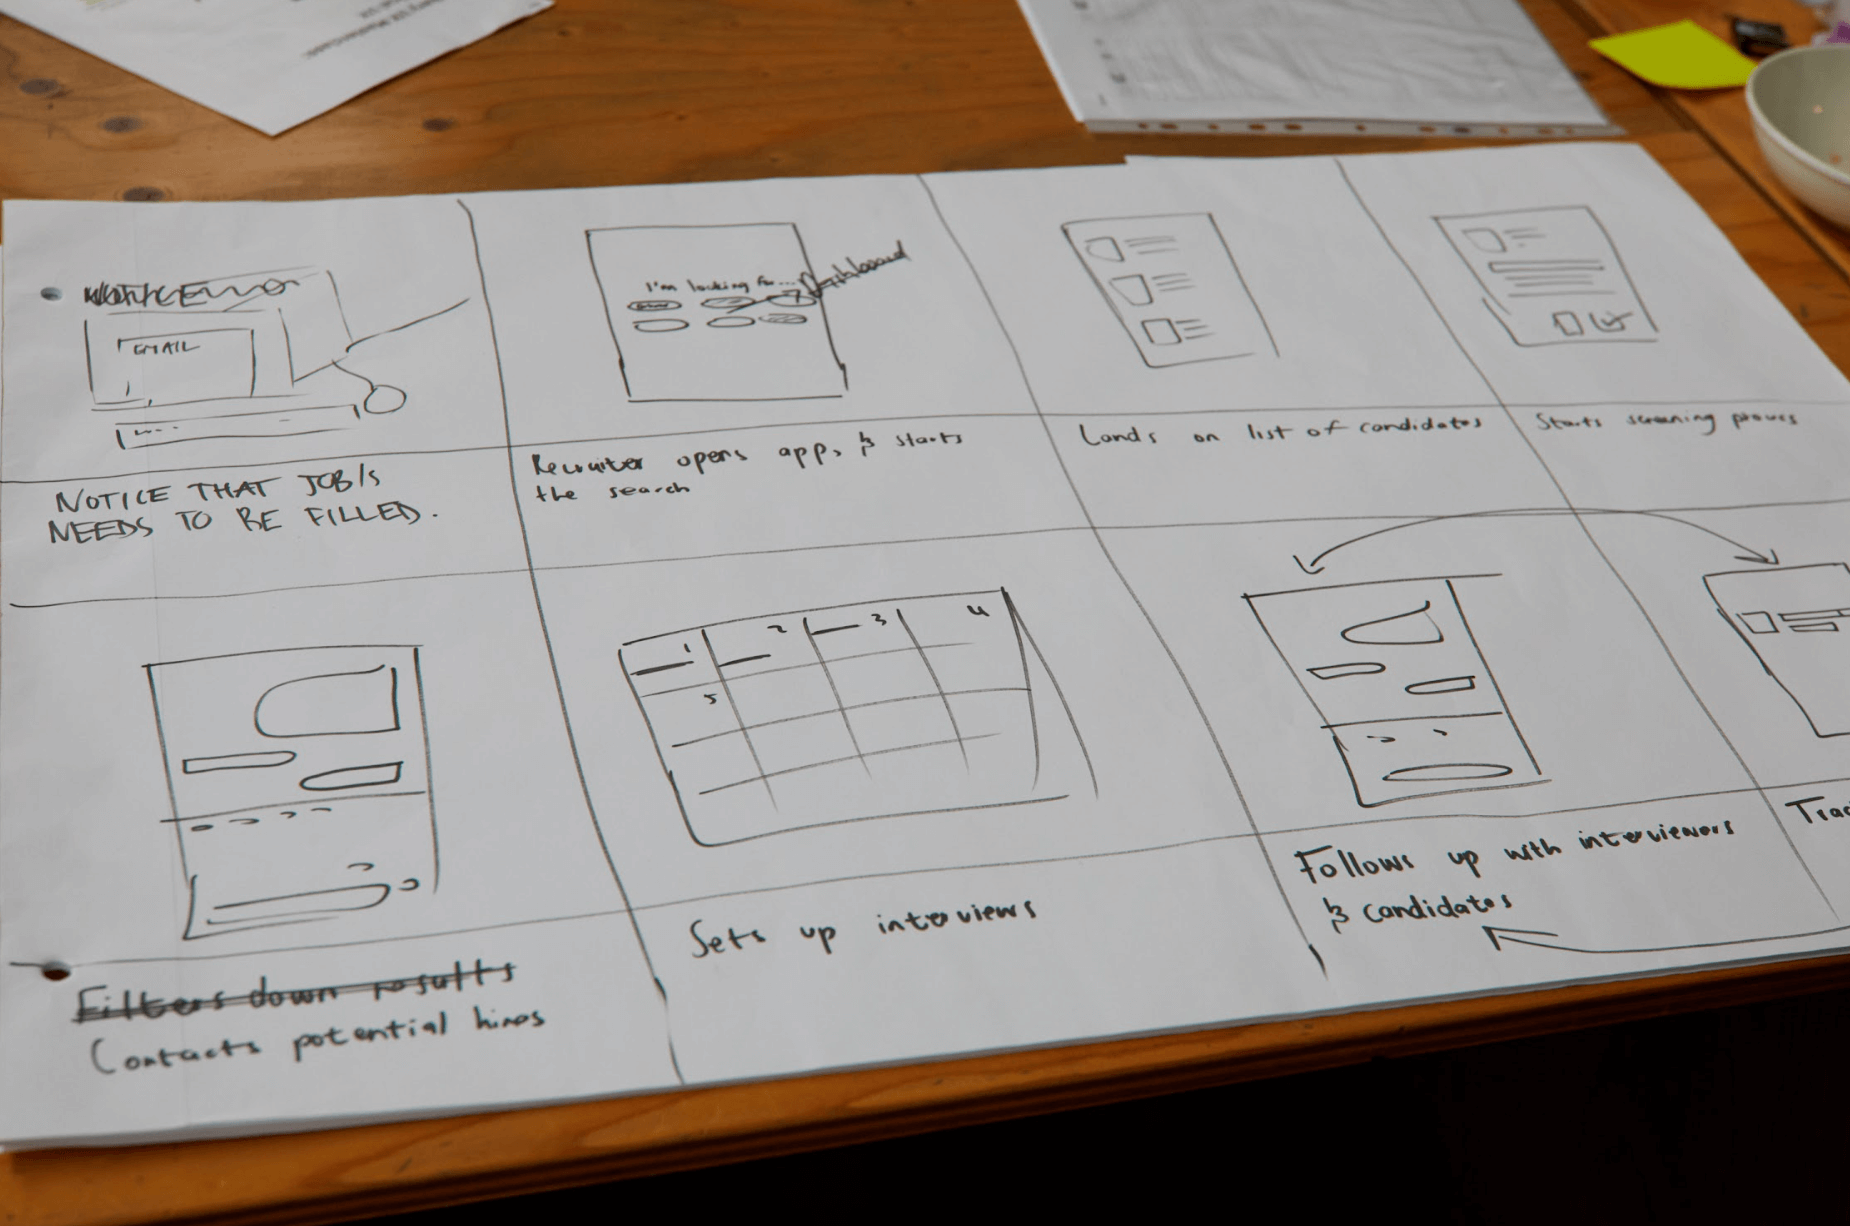 EMAIL
I'm looking for...
Dashboard
NOTICE THAT JOB/S
NEEDS TO BE FILLED.
Recruiter opens app, & starts
the search
Lands on list of candidates
Starts screening process
1
2
3
4
5
Filters down results
Contacts potential hires
Sets up interviews
Follows up with interviewers
& candidates
Trac